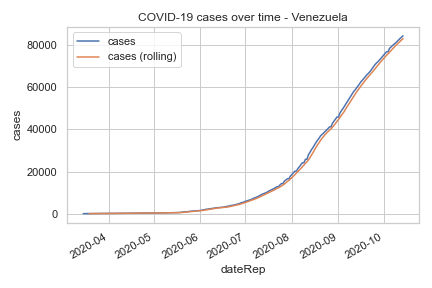 COVID-19 cases over time - Venezuela
cases
cases (rolling)
80000
60000
40000
20000
0
cases
2020-04
2020-05
2020-06
2020-07
2020-08
2020-09
2020-10
dateRep